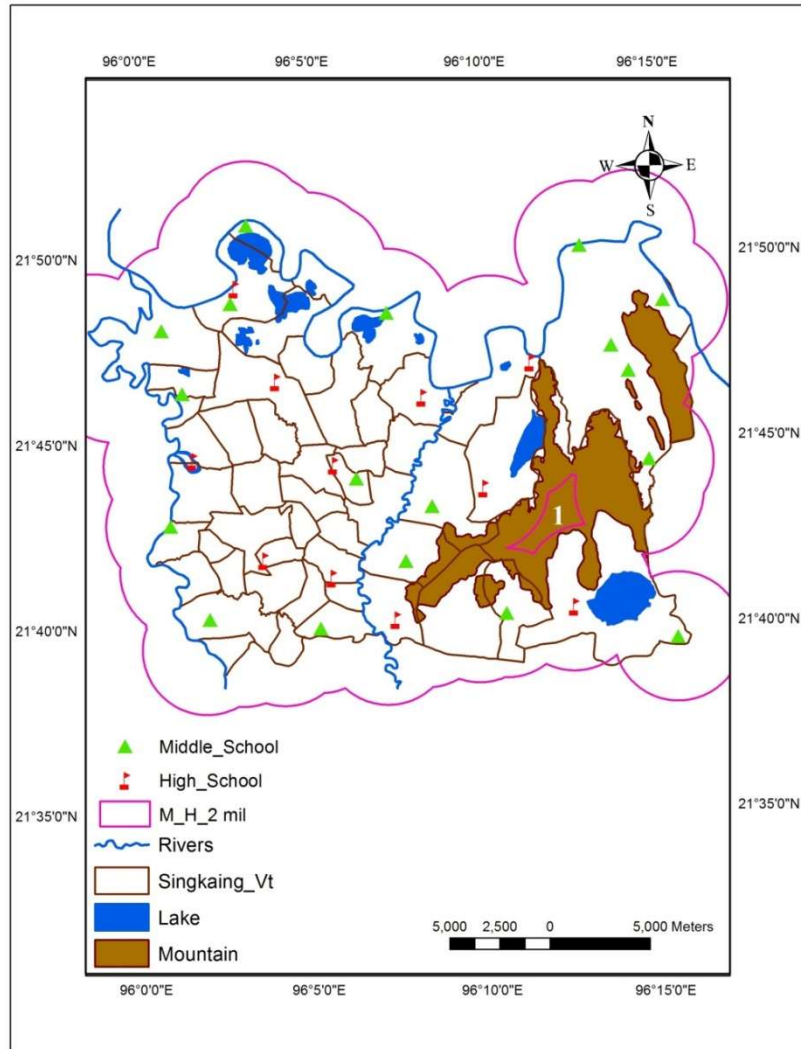 96°0'0"E 96°5'0"E 96°10'0"E 96°15'0"E
N
W E
S
21°50'0"N 21°50'0"N
21°45'0"N 21°45'0"N
1
21°40'0"N 21°40'0"N
Middle_School
High_School
M_H_2 mil
21°35'0"N 21°35'0"N
Rivers
Singkaing_Vt
Lake
5,000 2,500 0 5,000 Meters
Mountain
96°0'0"E 96°5'0"E 96°10'0"E 96°15'0"E